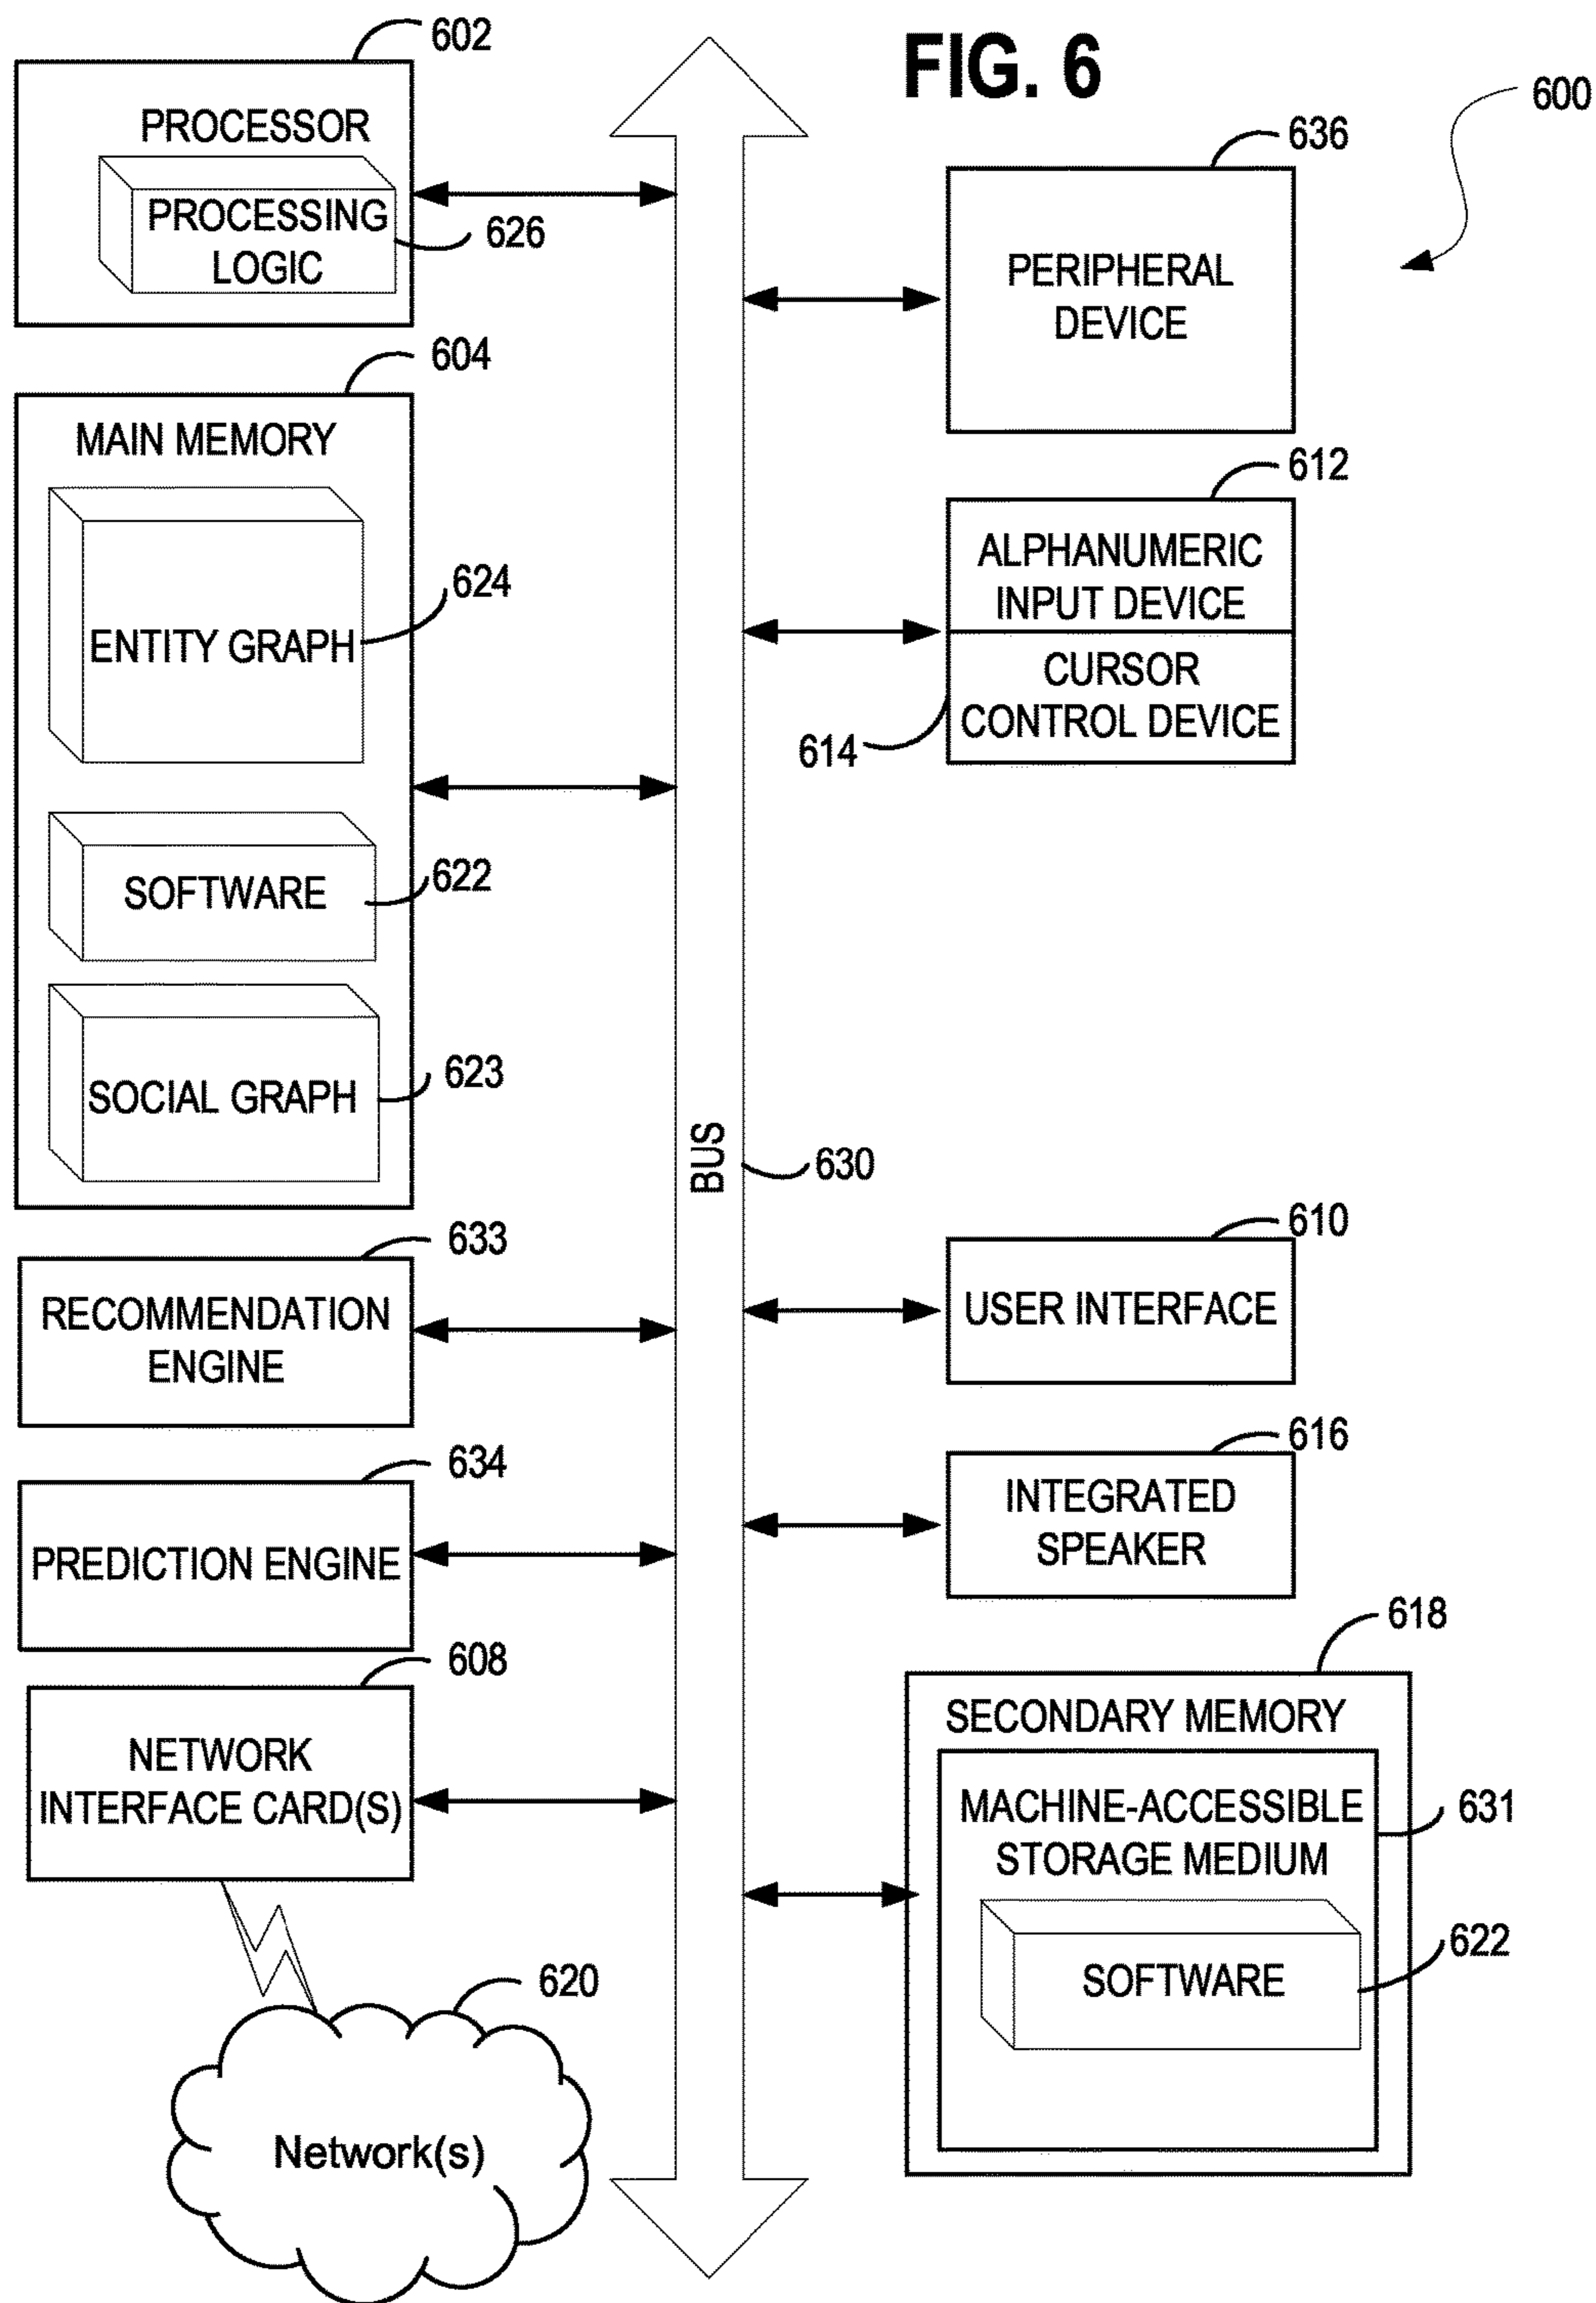 FIG. 6
600
602
PROCESSOR
PROCESSING
LOGIC
626
604
MAIN MEMORY
ENTITY GRAPH
624
SOFTWARE
622
SOCIAL GRAPH
623
633
RECOMMENDATION
ENGINE
634
PREDICTION ENGINE
608
NETWORK
INTERFACE CARD(S)
620
Network(s)
BUS
630
636
PERIPHERAL
DEVICE
612
ALPHANUMERIC
INPUT DEVICE
CURSOR
CONTROL DEVICE
614
610
USER INTERFACE
616
INTEGRATED
SPEAKER
618
SECONDARY MEMORY
MACHINE-ACCESSIBLE
STORAGE MEDIUM
631
SOFTWARE
622